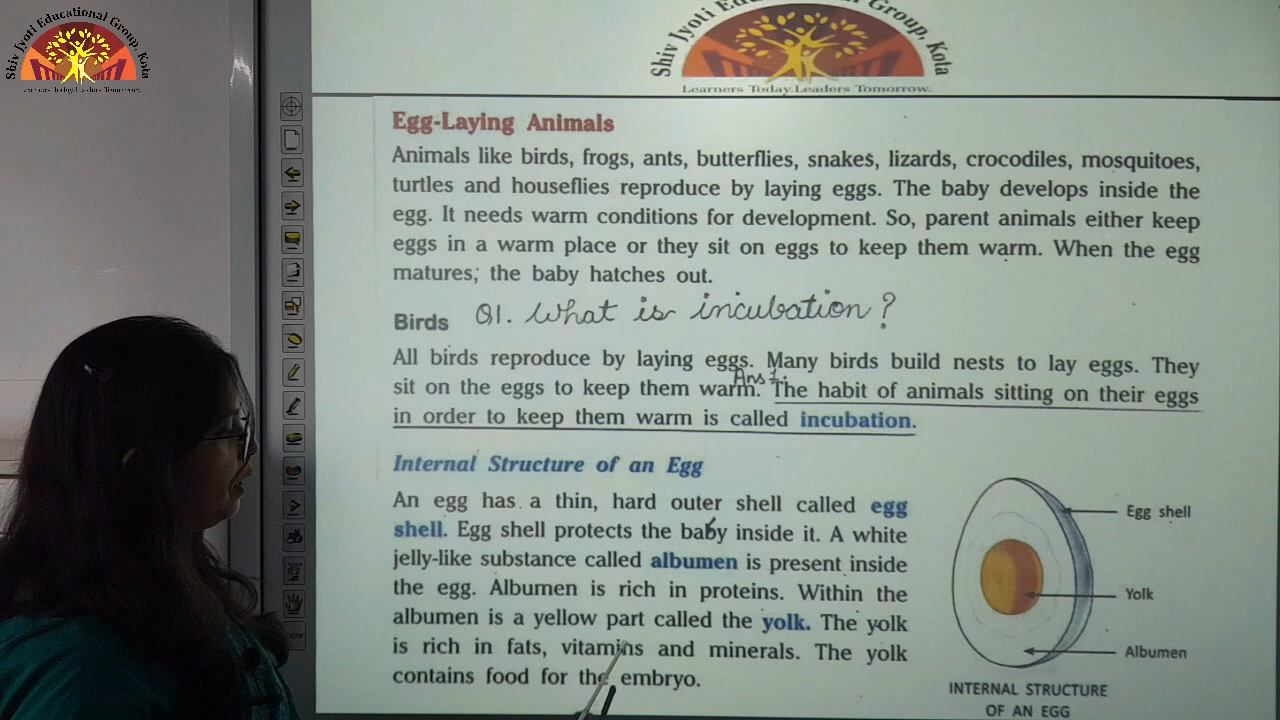 Shiv Jyoti Educational Group, Kota
Learners Today.Leaders Tomorrow.
Shiv Jyoti Educational Group, Kota
Learners Today.Leaders Tomorrow.
Egg-Laying Animals
Animals like birds, frogs, ants, butterflies, snakes, lizards, crocodiles, mosquitoes,
turtles and houseflies reproduce by laying eggs. The baby develops inside the
egg. It needs warm conditions for development. So, parent animals either keep
eggs in a warm place or they sit on eggs to keep them warm. When the egg
matures, the baby hatches out.
Q1. What is incubation?
Birds
All birds reproduce by laying eggs. Many birds build nests to lay eggs. They
Ans 1.
sit on the eggs to keep them warm. The habit of animals sitting on their eggs
in order to keep them warm is called incubation.
Internal Structure of an Egg
An egg has a thin, hard outer shell called egg
shell. Egg shell protects the baby inside it. A white
jelly-like substance called albumen is present inside
the egg. Albumen is rich in proteins. Within the
albumen is a yellow part called the yolk. The yolk
is rich in fats, vitamins and minerals. The yolk
contains food for the embryo.
Egg shell
Yolk
Albumen
INTERNAL STRUCTURE
OF AN EGG